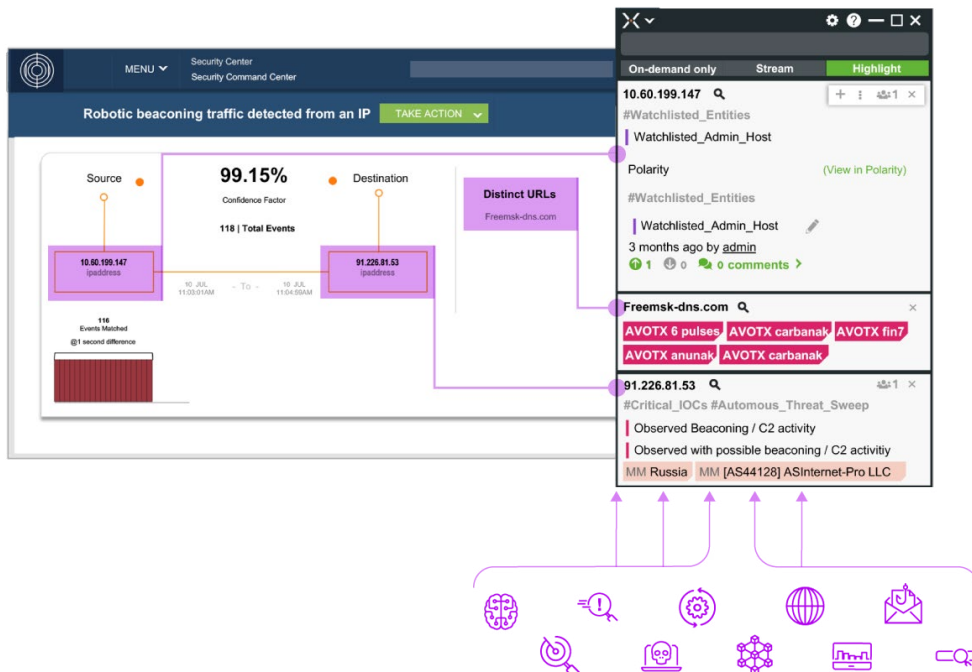 MENU
Security Center
Security Command Center
Robotic beaconing traffic detected from an IP
TAKE ACTION
Source
99.15%
Confidence Factor
118 | Total Events
Destination
Distinct URLs
Freemsk-dns.com
10.60.199.147
ipaddress
91.226.81.53
ipaddress
10 JUL
11:03:01AM
- To -
10 JUL
11:04:59AM
116
Events Matched
@1 second difference
On-demand only
Stream
Highlight
10.60.199.147
1
#Watchlisted_Entities
Watchlisted_Admin_Host
Polarity
(View in Polarity)
#Watchlisted_Entities
Watchlisted_Admin_Host
3 months ago by admin
1 0 0 comments
Freemsk-dns.com
AVOTX 6 pulses AVOTX carbanak AVOTX fin7
AVOTX anunak AVOTX carbanak
91.226.81.53
1
#Critical_IOCs #Automous_Threat_Sweep
Observed Beaconing / C2 activity
Observed with possible beaconing / C2 activitiy
MM Russia MM [AS44128] ASInternet-Pro LLC